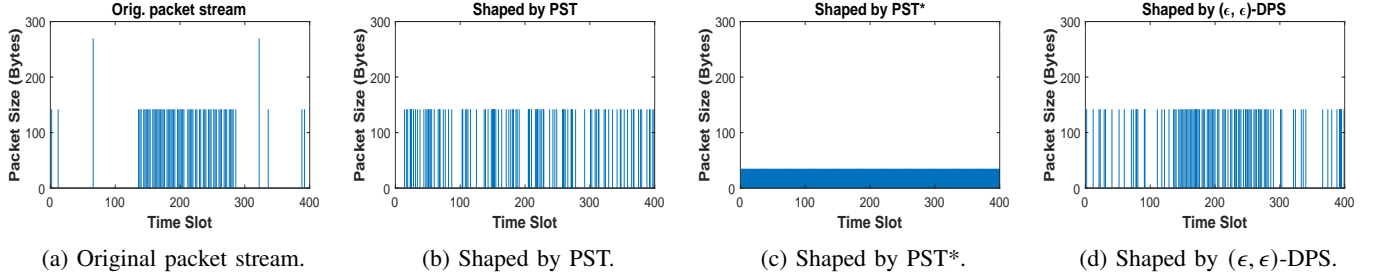 Orig. packet stream
Packet Size (Bytes)
300
200
100
0
0 100 200 300 400
Time Slot
(a) Original packet stream.
Shaped by PST
Packet Size (Bytes)
300
200
100
0
0 100 200 300 400
Time Slot
(b) Shaped by PST.
Shaped by PST*
Packet Size (Bytes)
300
200
100
0
0 100 200 300 400
Time Slot
(c) Shaped by PST*.
Shaped by (ϵ, ϵ)-DPS
Packet Size (Bytes)
300
200
100
0
0 100 200 300 400
Time Slot
(d) Shaped by (ϵ, ϵ)-DPS.